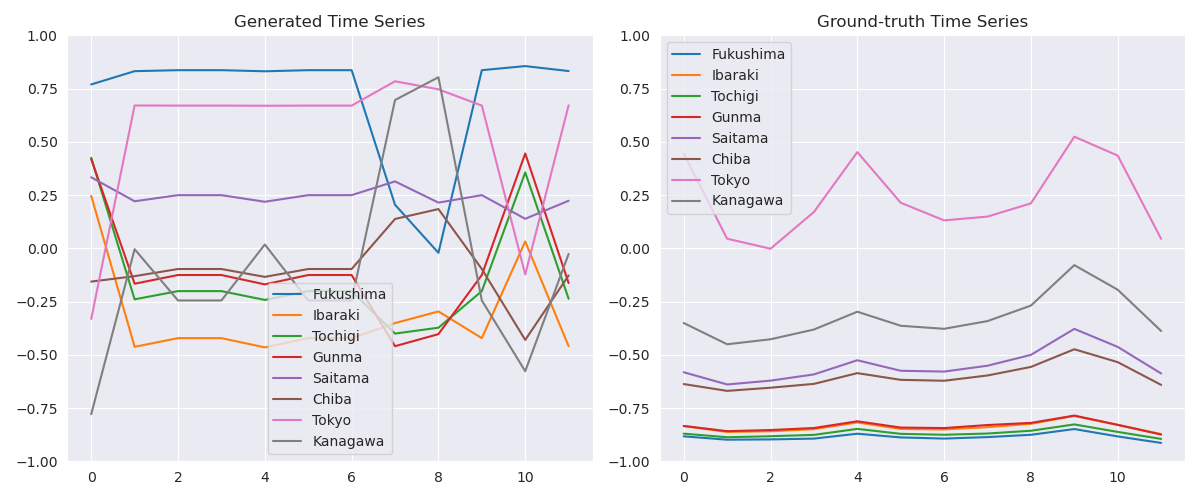 Generated Time Series
1.00
0.75
0.50
0.25
0.00
−0.25
−0.50
−0.75
−1.00
0 2 4 6 8 10
Fukushima
Ibaraki
Tochigi
Gunma
Saitama
Chiba
Tokyo
Kanagawa
Ground-truth Time Series
1.00
0.75
0.50
0.25
0.00
−0.25
−0.50
−0.75
−1.00
0 2 4 6 8 10
Fukushima
Ibaraki
Tochigi
Gunma
Saitama
Chiba
Tokyo
Kanagawa